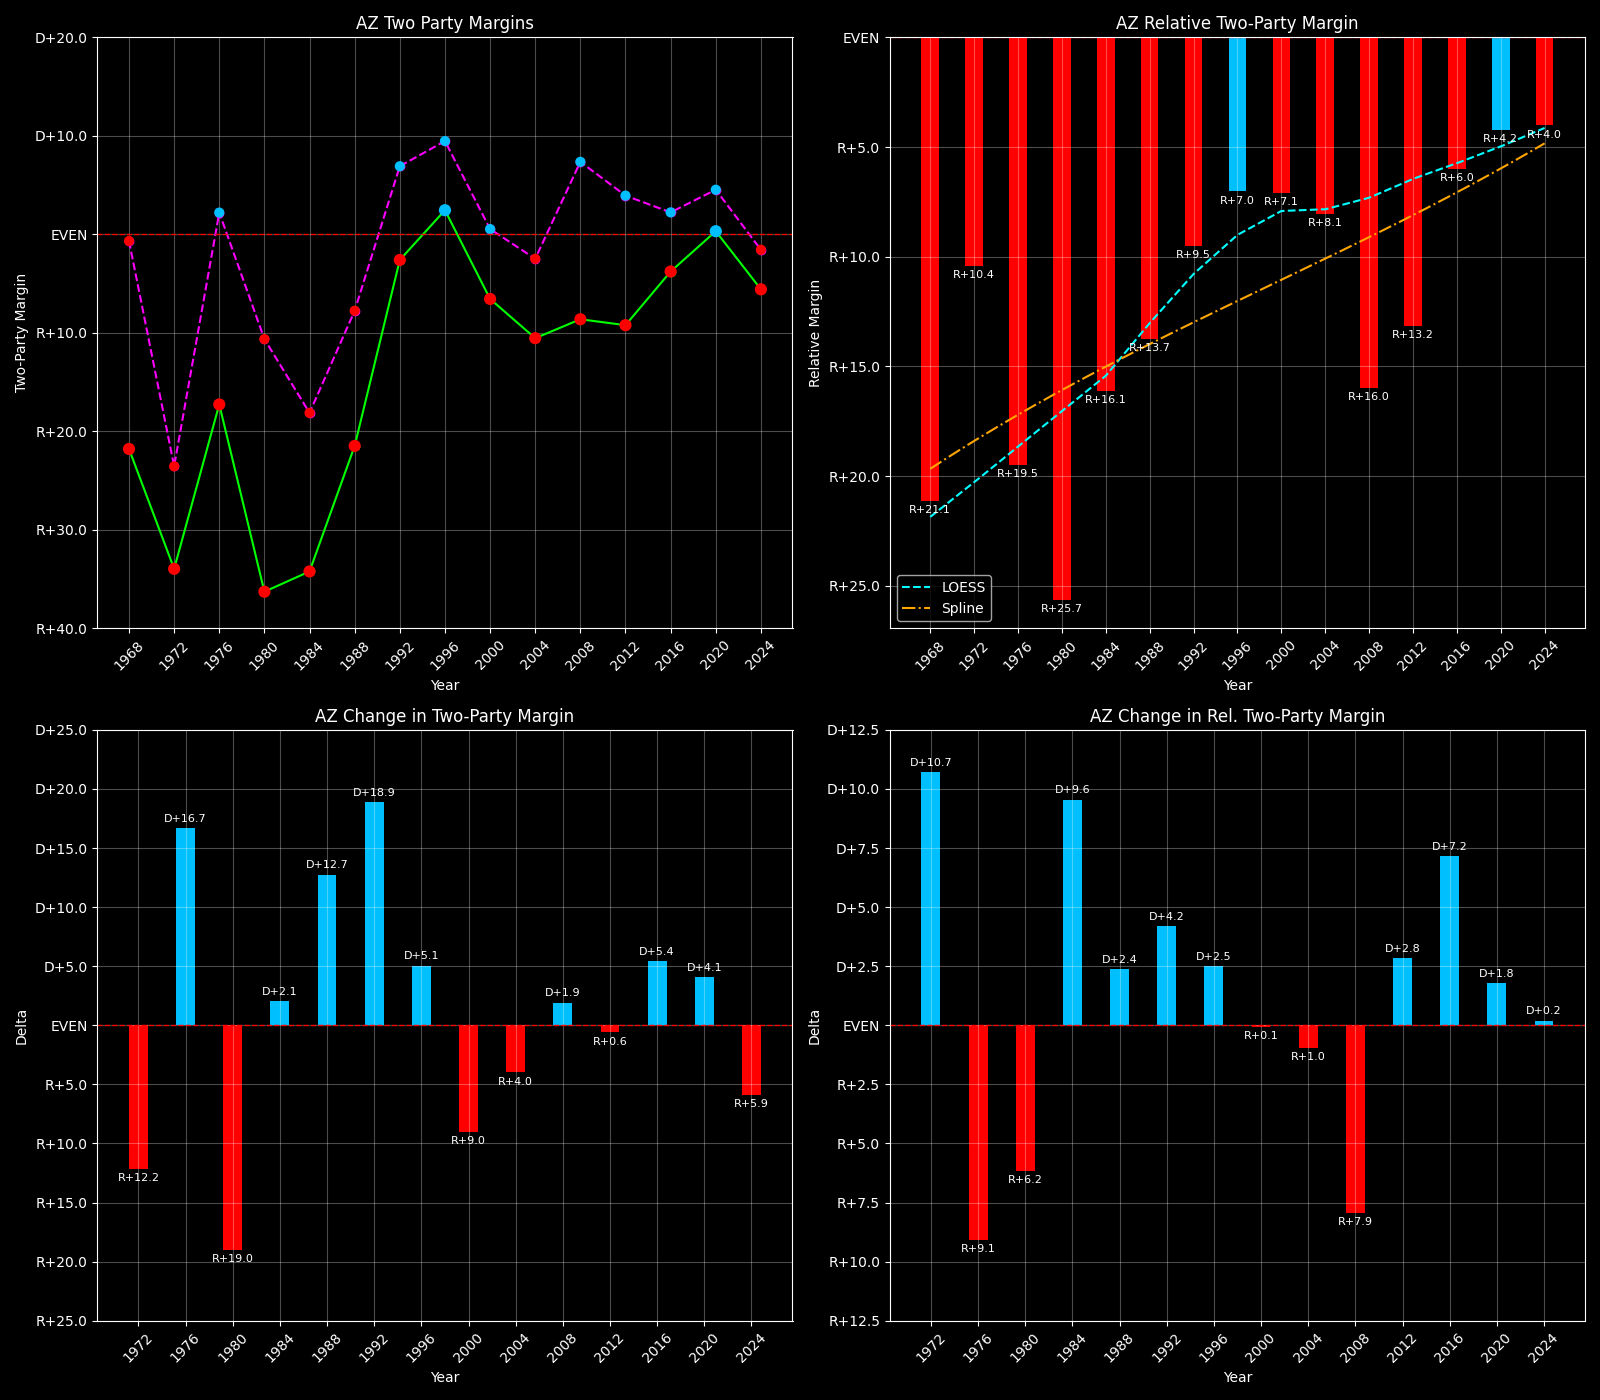 AZ Two Party Margins
D+20.0
D+10.0
EVEN
R+10.0
R+20.0
R+30.0
R+40.0
Two-Party Margin
1968
1972
1976
1980
1984
1988
1992
1996
2000
2004
2008
2012
2016
2020
2024
Year
AZ Relative Two-Party Margin
EVEN
R+5.0
R+10.0
R+15.0
R+20.0
R+25.0
Relative Margin
R+21.1
R+10.4
R+19.5
R+25.7
R+16.1
R+13.7
R+9.5
R+7.0
R+7.1
R+8.1
R+16.0
R+13.2
R+6.0
R+4.2
R+4.0
LOESS
Spline
1968
1972
1976
1980
1984
1988
1992
1996
2000
2004
2008
2012
2016
2020
2024
Year
AZ Change in Two-Party Margin
D+25.0
D+20.0
D+15.0
D+10.0
D+5.0
EVEN
R+5.0
R+10.0
R+15.0
R+20.0
R+25.0
Delta
R+12.2
D+16.7
R+19.0
D+2.1
D+12.7
D+18.9
D+5.1
R+9.0
R+4.0
D+1.9
R+0.6
D+5.4
D+4.1
R+5.9
1972
1976
1980
1984
1988
1992
1996
2000
2004
2008
2012
2016
2020
2024
Year
AZ Change in Rel. Two-Party Margin
D+12.5
D+10.0
D+7.5
D+5.0
D+2.5
EVEN
R+2.5
R+5.0
R+7.5
R+10.0
R+12.5
Delta
D+10.7
R+9.1
R+6.2
D+9.6
D+2.4
D+4.2
D+2.5
R+0.1
R+1.0
R+7.9
D+2.8
D+7.2
D+1.8
D+0.2
1972
1976
1980
1984
1988
1992
1996
2000
2004
2008
2012
2016
2020
2024
Year